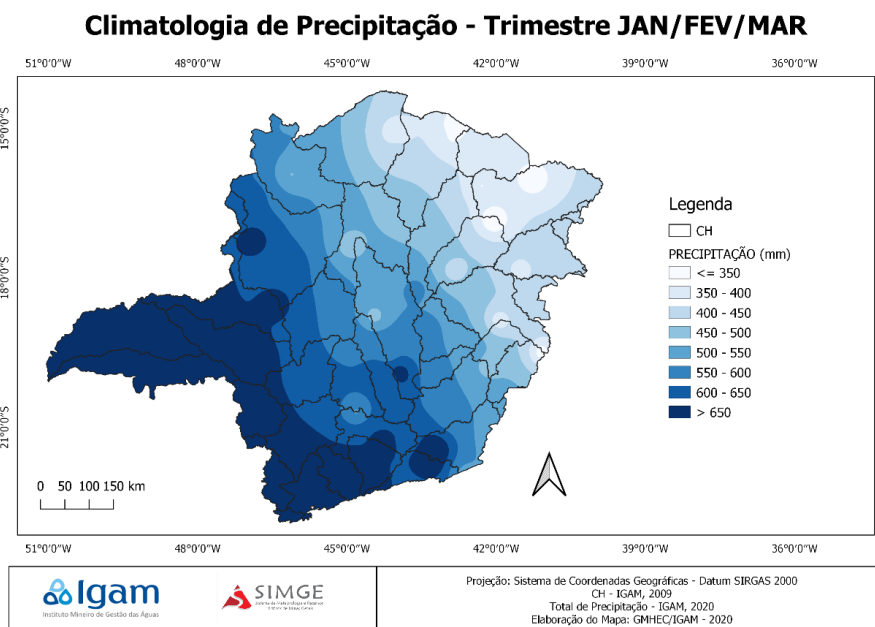 Climatologia de Precipitação - Trimestre JAN/FEV/MAR
51°0'0"W 48°0'0"W 45°0'0"W 42°0'0"W 39°0'0"W 36°0'0"W
15°0'0"S
18°0'0"S
21°0'0"S
Legenda
CH
PRECIPITAÇÃO (mm)
<= 350
350 - 400
400 - 450
450 - 500
500 - 550
550 - 600
600 - 650
> 650
0 50 100 150 km
51°0'0"W 48°0'0"W 45°0'0"W 42°0'0"W 39°0'0"W 36°0'0"W
Igam
Instituto Mineiro de Gestão das Águas
SIMGE
Projeção: Sistema de Coordenadas Geográficas - Datum SIRGAS 2000
CH - IGAM, 2009
Total de Precipitação - IGAM, 2020
Elaboração do Mapa: GMHEC/IGAM - 2020